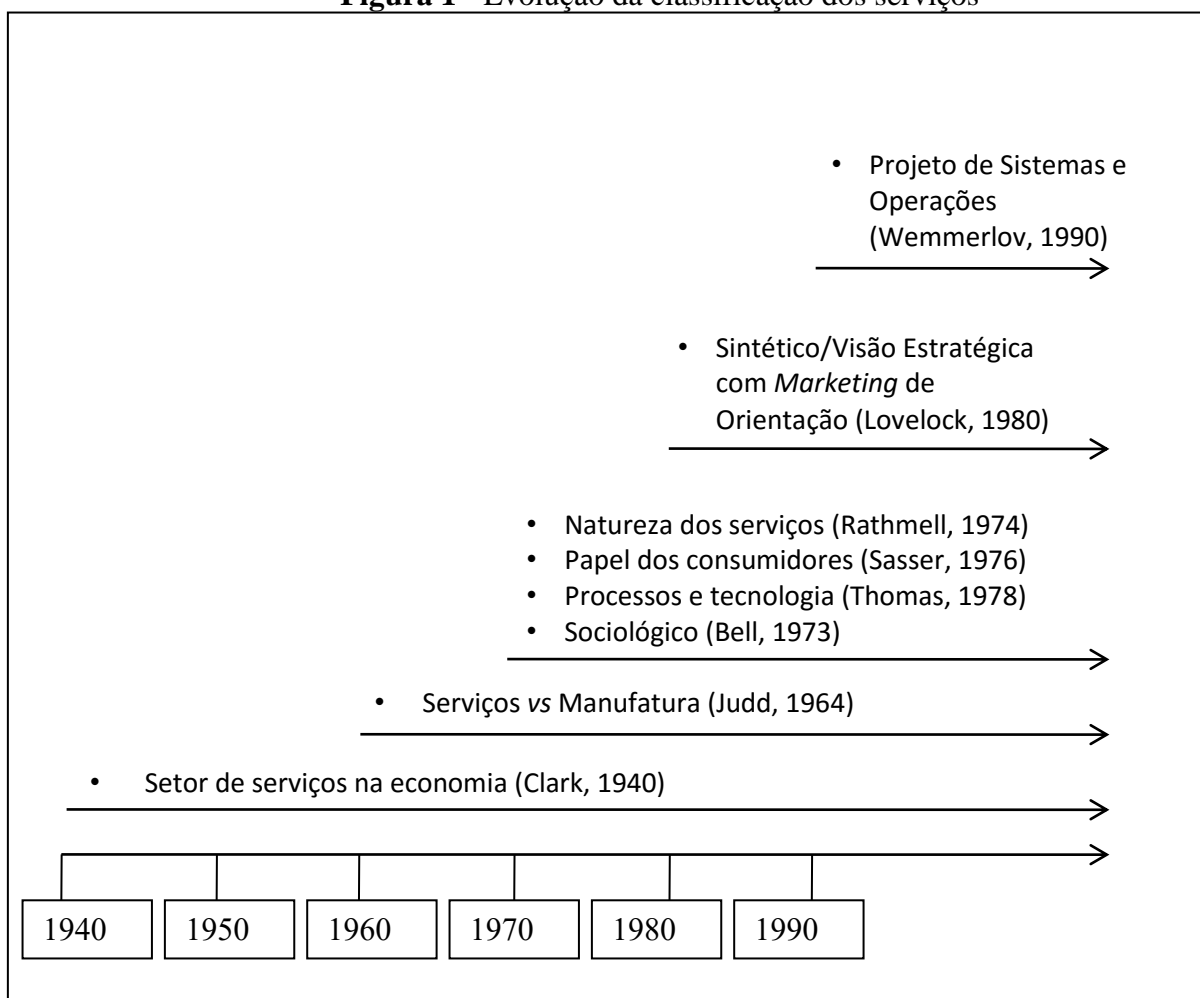 Figura 1 - Evolução da classificação dos serviços
• Projeto de Sistemas e
Operações
(Wemmerlov, 1990)
• Sintético/Visão Estratégica
com Marketing de
Orientação (Lovelock, 1980)
• Natureza dos serviços (Rathmell, 1974)
• Papel dos consumidores (Sasser, 1976)
• Processos e tecnologia (Thomas, 1978)
• Sociológico (Bell, 1973)
• Serviços vs Manufatura (Judd, 1964)
• Setor de serviços na economia (Clark, 1940)
1940 1950 1960 1970 1980 1990